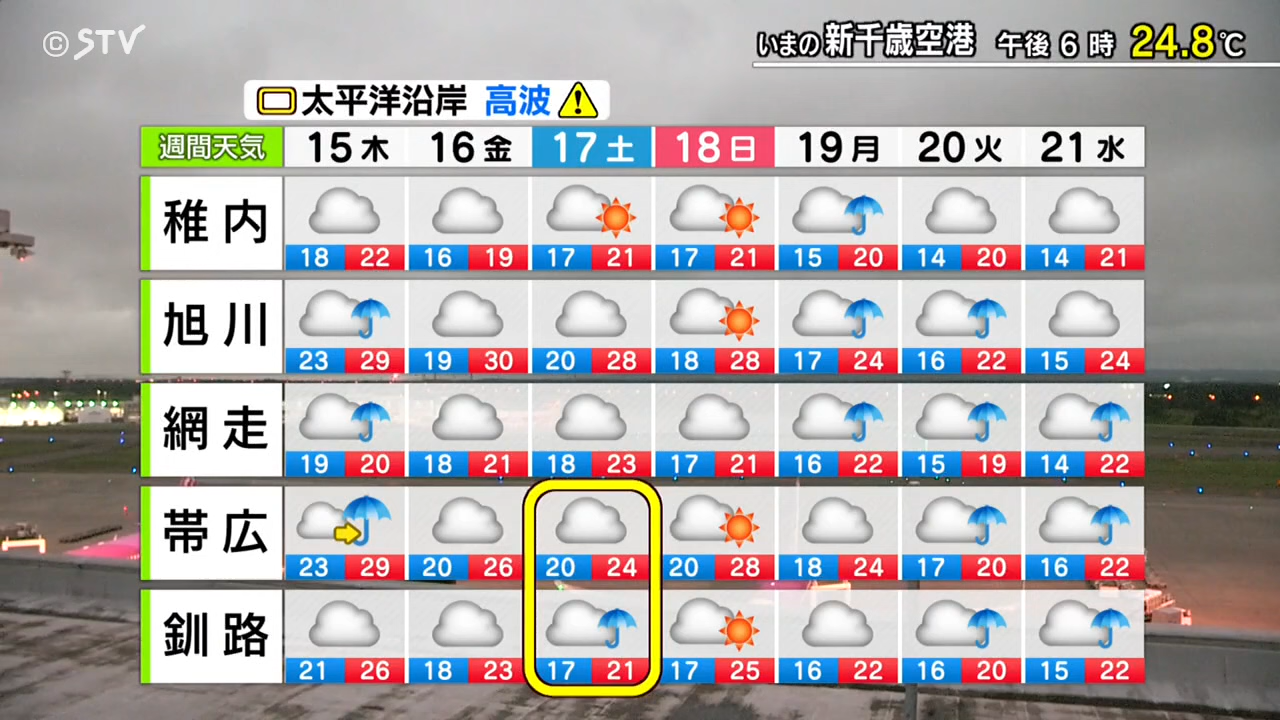 © STV
いまの新千歳空港 午後6時 24.8℃
太平洋沿岸 高波
週間天気 15木 16金 17土 18日 19月 20火 21水
稚内
18 22 16 19 17 21 17 21 15 20 14 20 14 21
旭川
23 29 19 30 20 28 18 28 17 24 16 22 15 24
網走
19 20 18 21 18 23 17 21 16 22 15 19 14 22
帯広
23 29 20 26 20 24 20 28 18 24 17 20 16 22
釧路
21 26 18 23 17 21 17 25 16 22 16 20 15 22